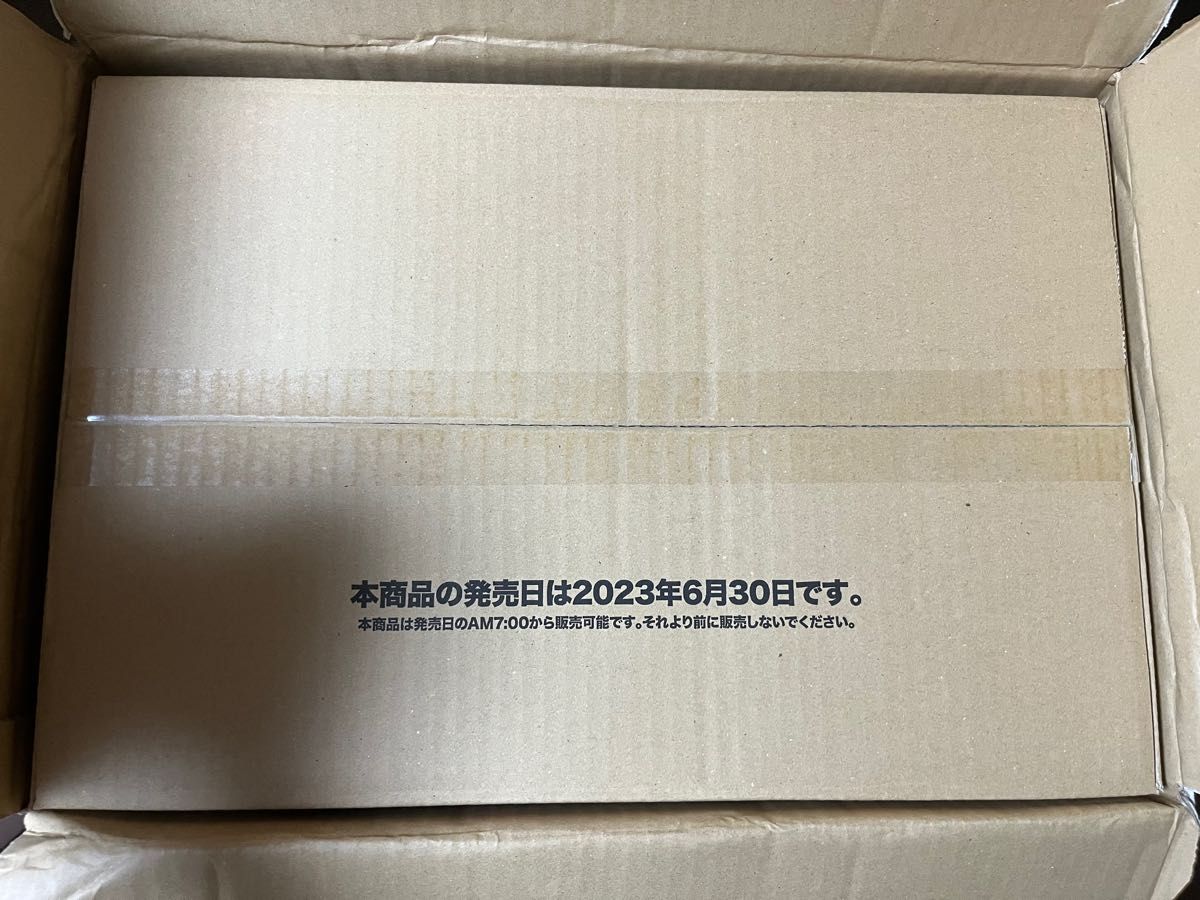 本商品の発売日は2023年6月30日です。
本商品は発売日のAM7:00から販売可能です。それより前に販売しないでください。